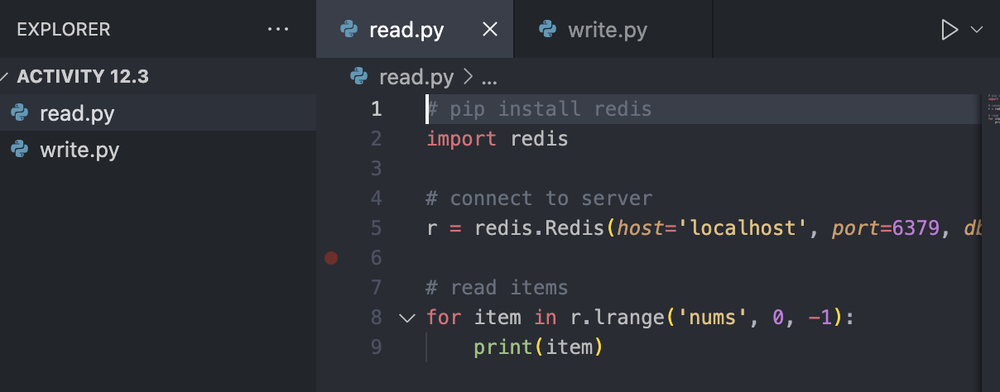 EXPLORER ...
ACTIVITY 12.3
read.py
write.py
read.py
write.py
read.py > ...
1 # pip install redis
2 import redis
3
4 # connect to server
5 r = redis.Redis(host='localhost', port=6379, db
6
7 # read items
8 for item in r.lrange('nums', 0, -1):
9 print(item)